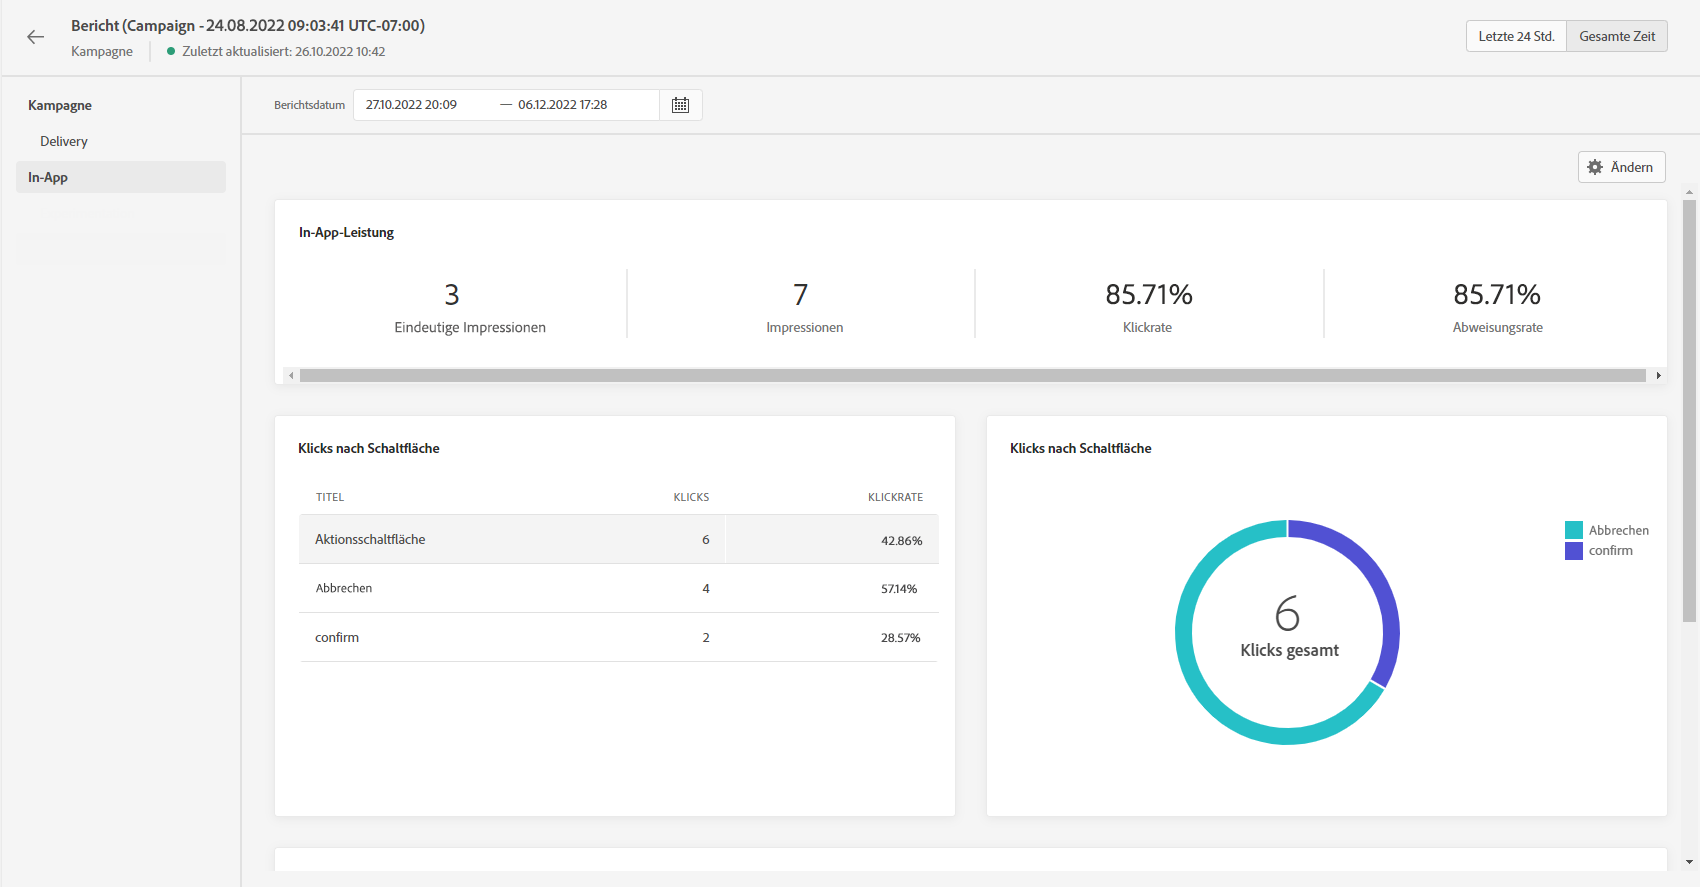 Bericht (Campaign - 24.08.2022 09:03:41 UTC-07:00)
Kampagne
Zuletzt aktualisiert: 26.10.2022 10:42
Letzte 24 Std.
Gesamte Zeit
Kampagne
Delivery
In-App
Berichtsdatum
27.10.2022 20:09 — 06.12.2022 17:28
Ändern
In-App-Leistung
3
Eindeutige Impressionen
7
Impressionen
85.71%
Klickrate
85.71%
Abweisungsrate
Klicks nach Schaltfläche
TITEL KLICKS KLICKRATE
Aktionsschaltfläche 6 42.86%
Abbrechen 4 57.14%
confirm 2 28.57%
Klicks nach Schaltfläche
6
Klicks gesamt
Abbrechen
confirm